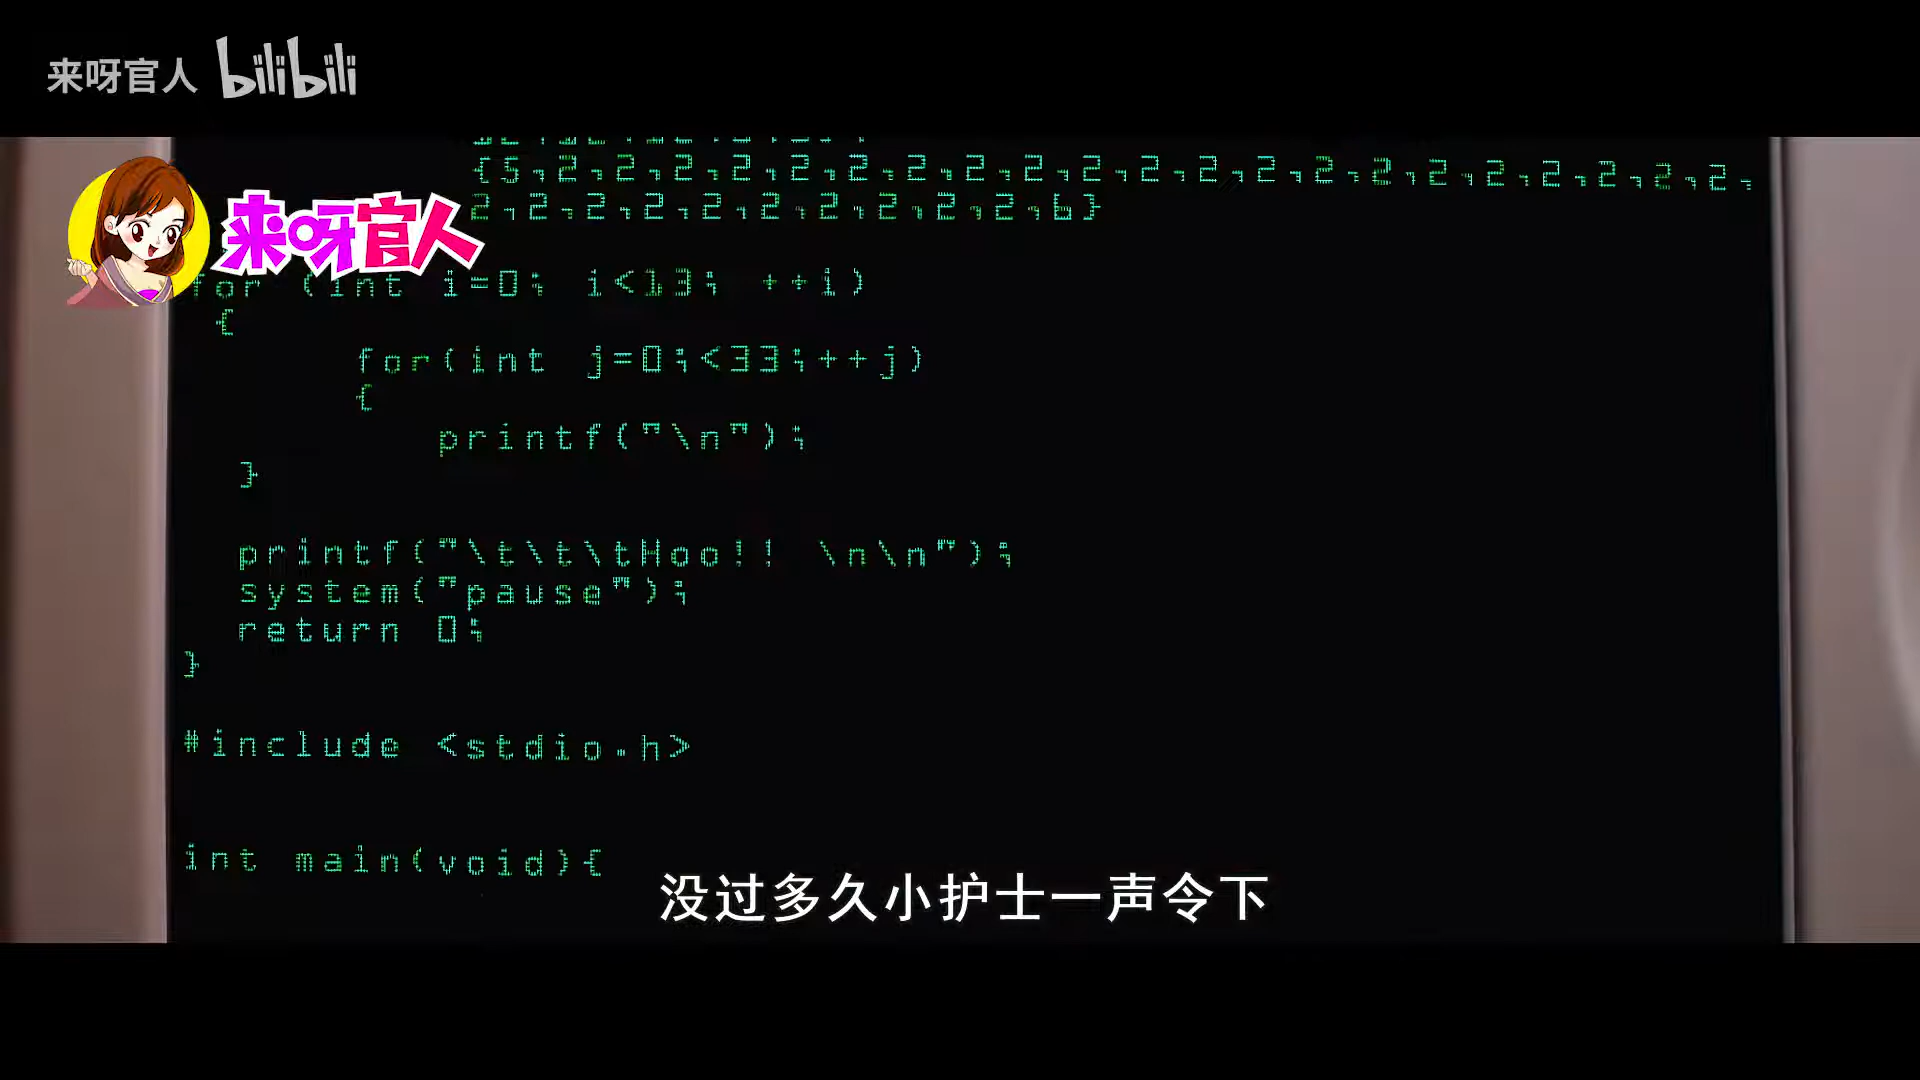 来呀官人 bilibili
{5,2,2,2,2,2,2,2,2,2,2,2,2,2,2,2,2,2,2,2,2,2,
2,2,2,2,2,2,2,2,2,2,6}
来呀官人
for (int i=0; i<13; ++i)
{
for(int j=0;<33;++j)
{
printf("\n");
}
printf("\t\t\tHoo!! \n\n");
system("pause");
return 0;
}
#include <stdio.h>
int main(void){
没过多久小护士一声令下